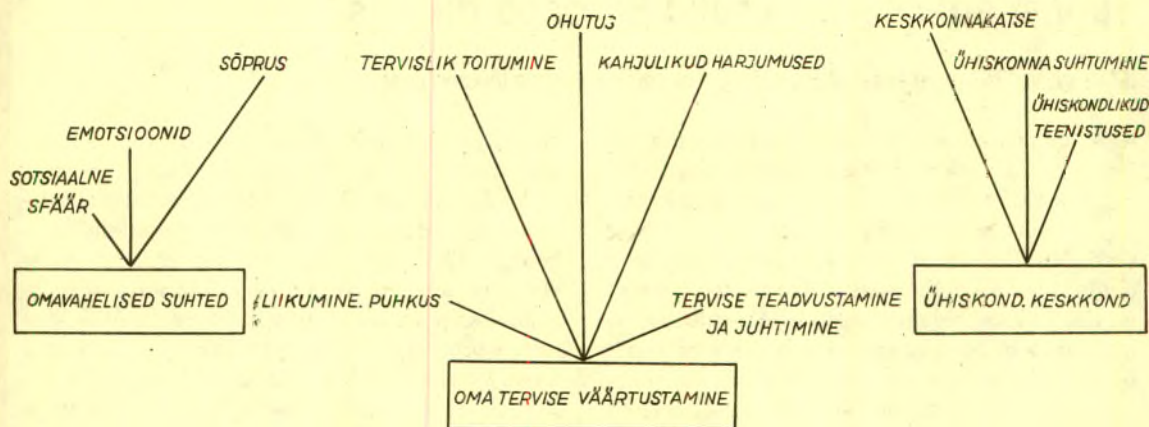 OHUTUS
KESKKONNAKATSE
SÕPRUS
TERVISLIK TOITUMINE
KAHJULIKUD HARJUMUSED
ÜHISKONNA SUHTUMINE
ÜHISKONDLIKUD
TEENISTUSED
EMOTSIOONID
SOTSIAALNE
SFÄÄR
OMAVAHELISED SUHTED
LIIKUMINE. PUHKUS
TERVISE TEADVUSTAMINE
JA JUHTIMINE
ÜHISKOND. KESKKOND
OMA TERVISE VÄÄRTUSTAMINE